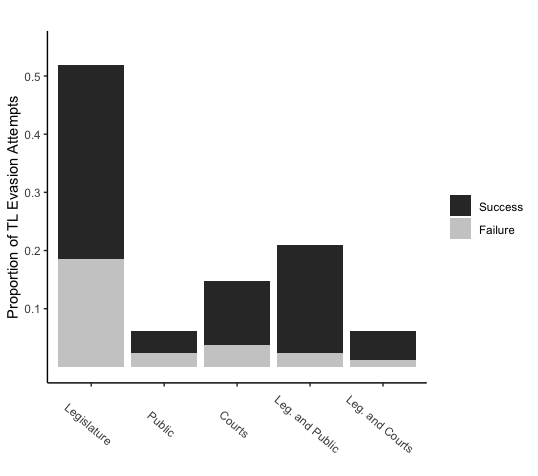 Proportion of TL Evasion Attempts
0.5
0.4
0.3
0.2
0.1
Legislature
Public
Courts
Leg. and Public
Leg. and Courts
Success
Failure